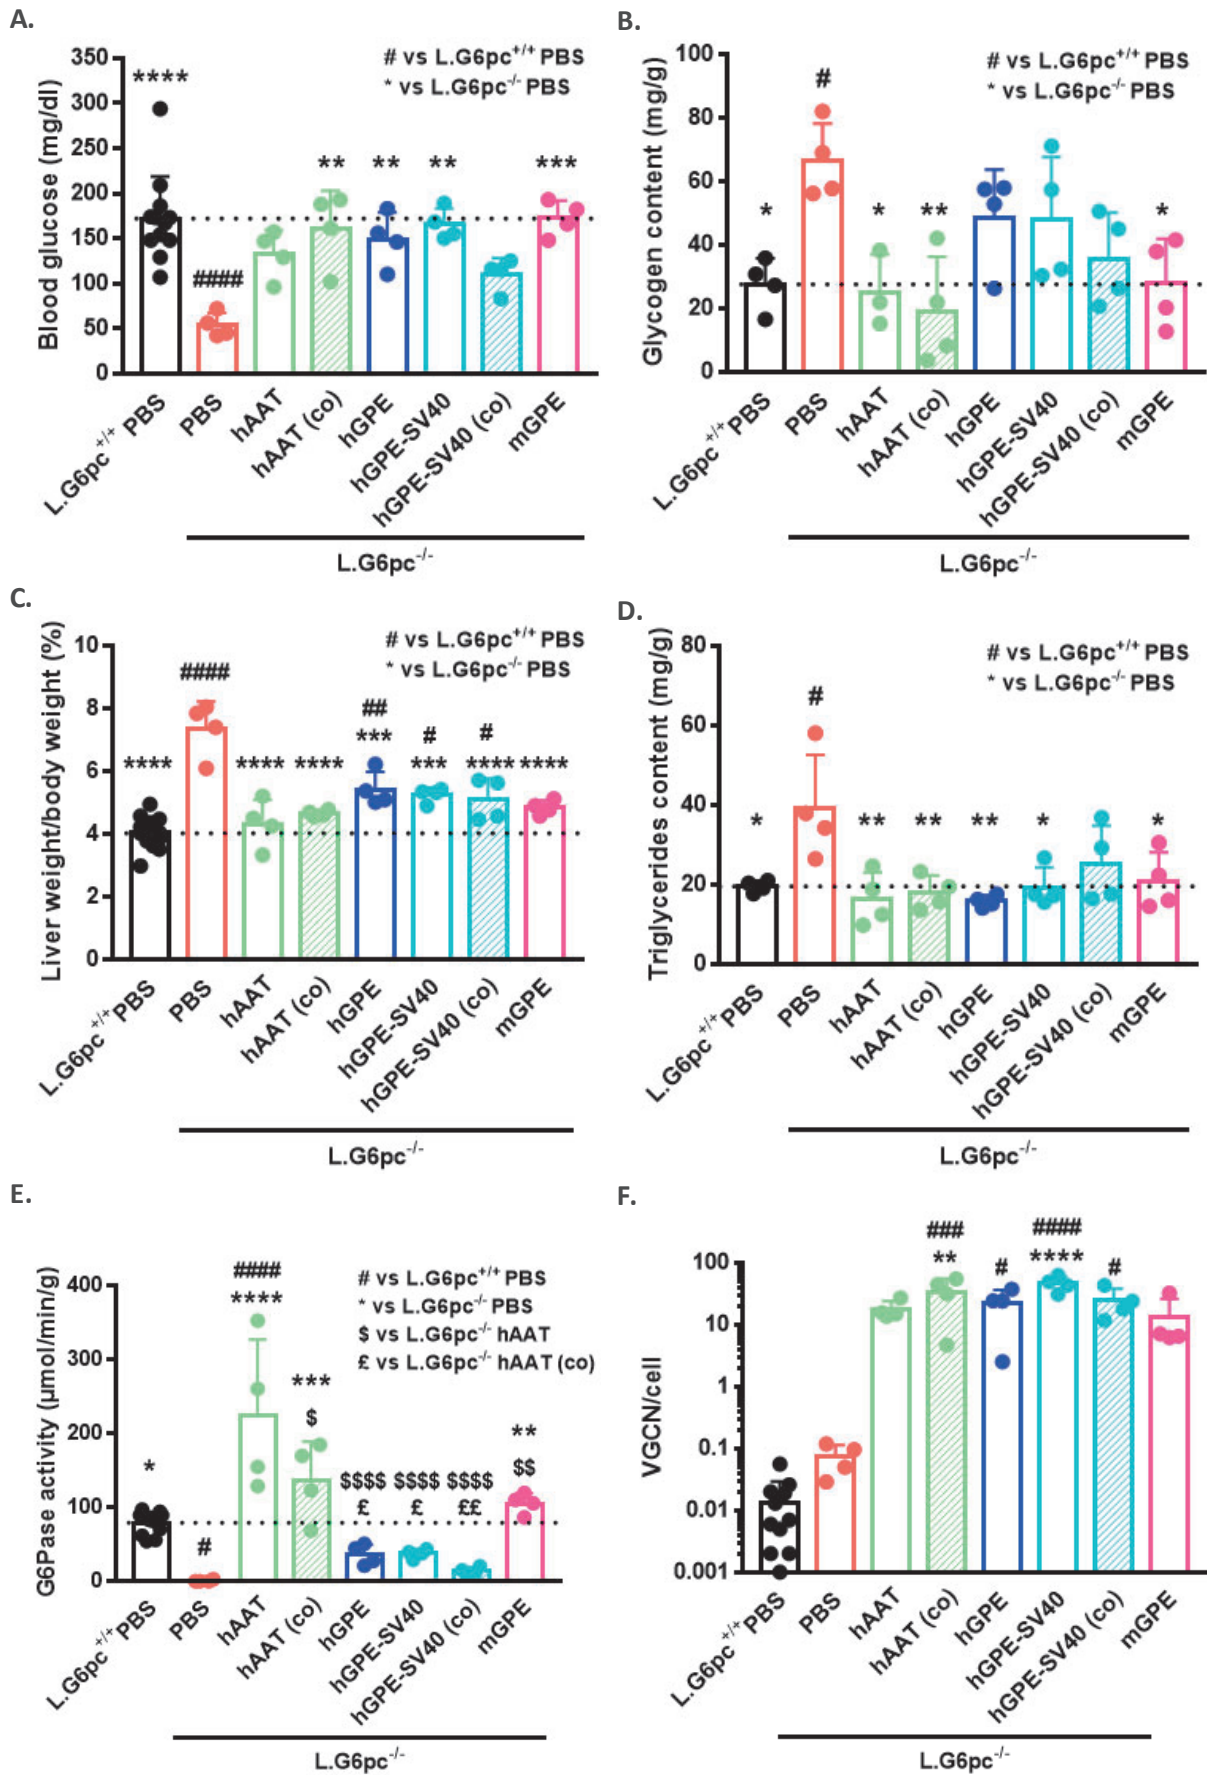 A.
Blood glucose (mg/dl)
350
300
250
200
150
100
50
0
# vs L.G6pc+/+ PBS
* vs L.G6pc-/- PBS
****
####
**
**
**
***
L.G6pc+/+ PBS
PBS
hAAT
hAAT (co)
hGPE
hGPE-SV40
hGPE-SV40 (co)
mGPE
L.G6pc-/-
B.
Glycogen content (mg/g)
100
80
60
40
20
0
# vs L.G6pc+/+ PBS
* vs L.G6pc-/- PBS
*
#
*
**
*
L.G6pc+/+ PBS
PBS
hAAT
hAAT (co)
hGPE
hGPE-SV40
hGPE-SV40 (co)
mGPE
L.G6pc-/-
C.
Liver weight/body weight (%)
10
8
6
4
2
0
# vs L.G6pc+/+ PBS
* vs L.G6pc-/- PBS
####
## # #
**** **** **** *** *** **** ****
L.G6pc+/+ PBS
PBS
hAAT
hAAT (co)
hGPE
hGPE-SV40
hGPE-SV40 (co)
mGPE
L.G6pc-/-
D.
Triglycerides content (mg/g)
80
60
40
20
0
# vs L.G6pc+/+ PBS
* vs L.G6pc-/- PBS
#
* ** ** ** * *
L.G6pc+/+ PBS
PBS
hAAT
hAAT (co)
hGPE
hGPE-SV40
hGPE-SV40 (co)
mGPE
L.G6pc-/-
E.
G6Pase activity (µmol/min/g)
400
300
200
100
0
# vs L.G6pc+/+ PBS
* vs L.G6pc-/- PBS
$ vs L.G6pc-/- hAAT
£ vs L.G6pc-/- hAAT (co)
####
****
***
$
**
$$
*
#
$$$$ $$$$ $$$$
£ £ ££
L.G6pc+/+ PBS
PBS
hAAT
hAAT (co)
hGPE
hGPE-SV40
hGPE-SV40 (co)
mGPE
L.G6pc-/-
F.
VGCN/cell
100
10
1
0.1
0.01
0.001
### ####
** # **** #
L.G6pc+/+ PBS
PBS
hAAT
hAAT (co)
hGPE
hGPE-SV40
hGPE-SV40 (co)
mGPE
L.G6pc-/-